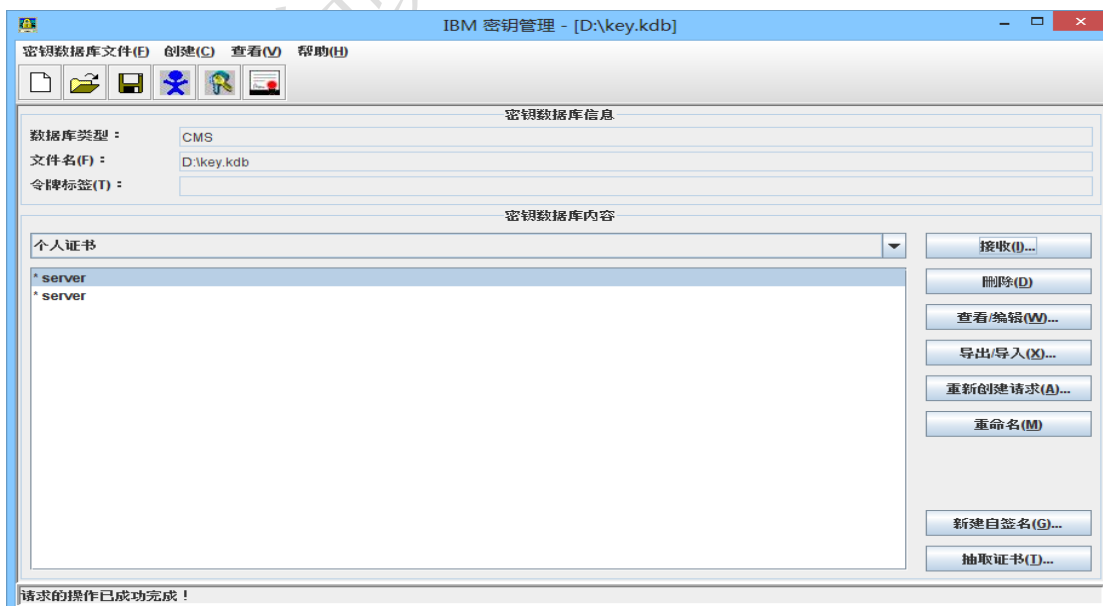 IBM 密钥管理 - [D:\key.kdb]
密钥数据库文件(F) 创建(C) 查看(V) 帮助(H)
密钥数据库信息
数据库类型： CMS
文件名(F)： D:\key.kdb
令牌标签(T)：
密钥数据库内容
个人证书
接收(I)...
* server
删除(D)
* server
查看/编辑(W)...
导出/导入(X)...
重新创建请求(A)...
重命名(M)
新建自签名(G)...
抽取证书(T)...
请求的操作已成功完成！